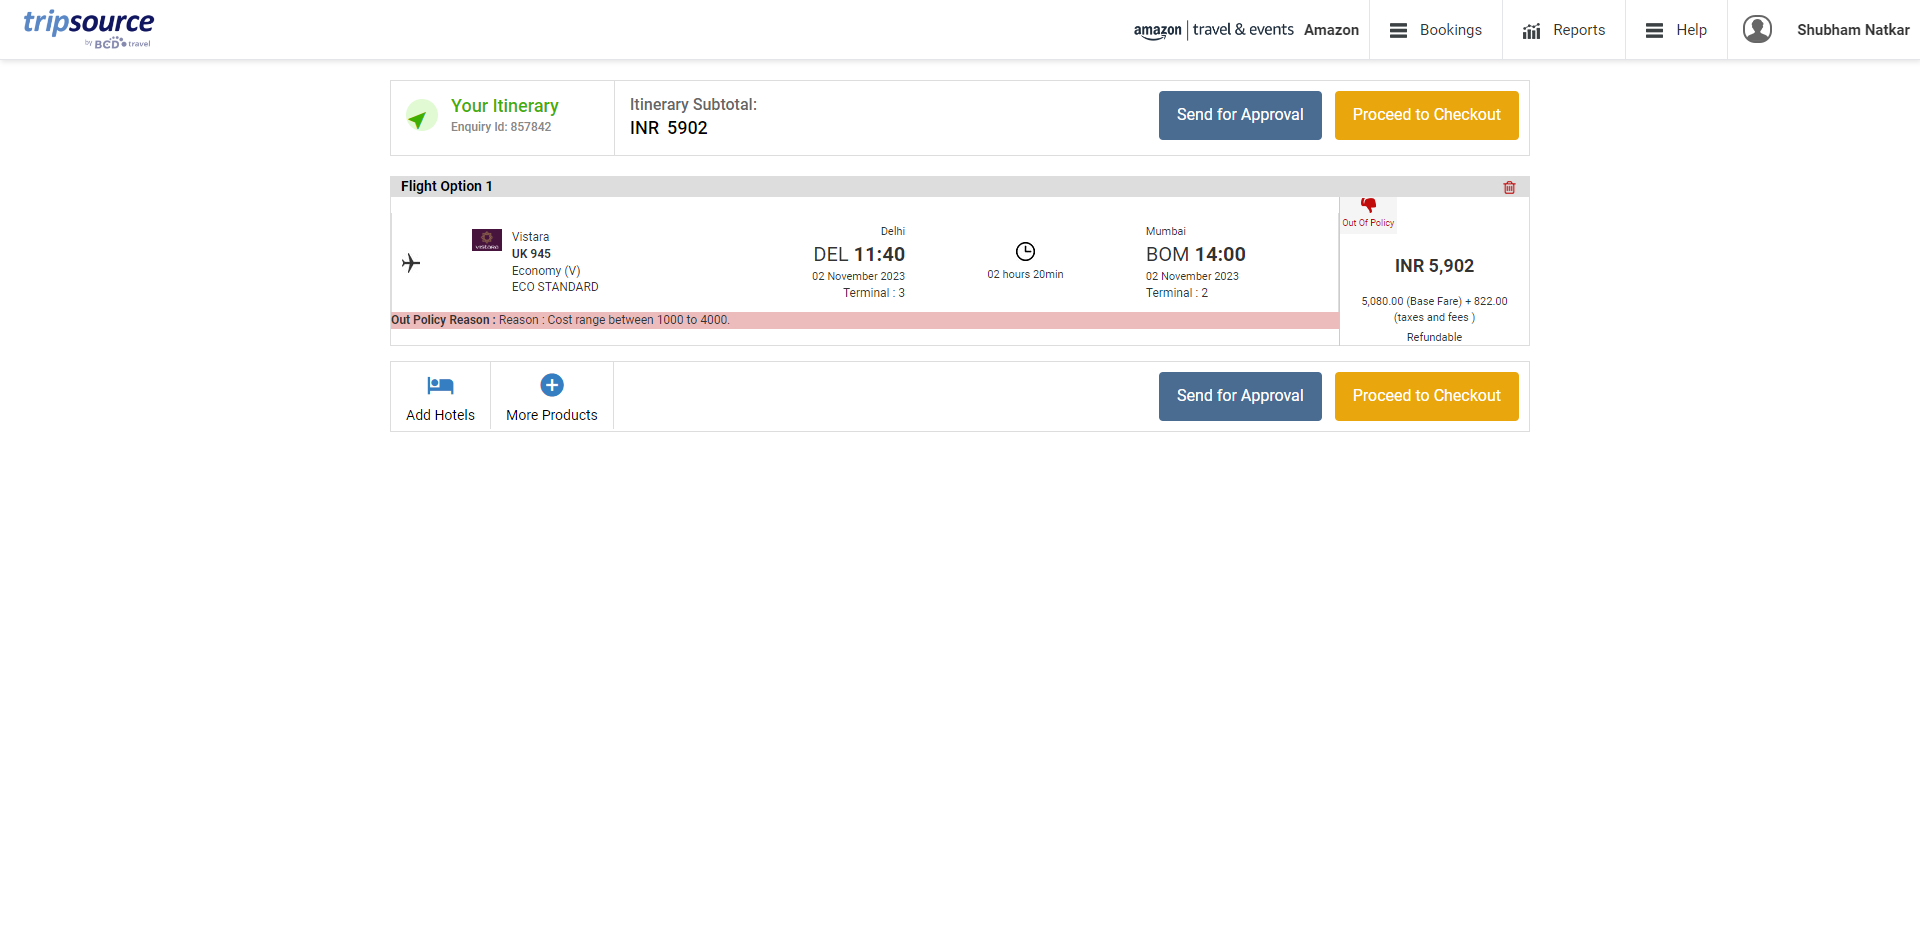 tripsource
by BCD travel
amazon | travel & events Amazon
Bookings
Reports
Help
Shubham Natkar
Your Itinerary
Enquiry Id: 857842
Itinerary Subtotal:
INR 5902
Send for Approval
Proceed to Checkout
Flight Option 1
Out Of Policy
VISTARA
Vistara
UK 945
Economy (V)
ECO STANDARD
Delhi
DEL 11:40
02 November 2023
Terminal : 3
02 hours 20min
Mumbai
BOM 14:00
02 November 2023
Terminal : 2
INR 5,902
5,080.00 (Base Fare) + 822.00
(taxes and fees )
Refundable
Out Policy Reason : Reason : Cost range between 1000 to 4000.
Add Hotels
More Products
Send for Approval
Proceed to Checkout